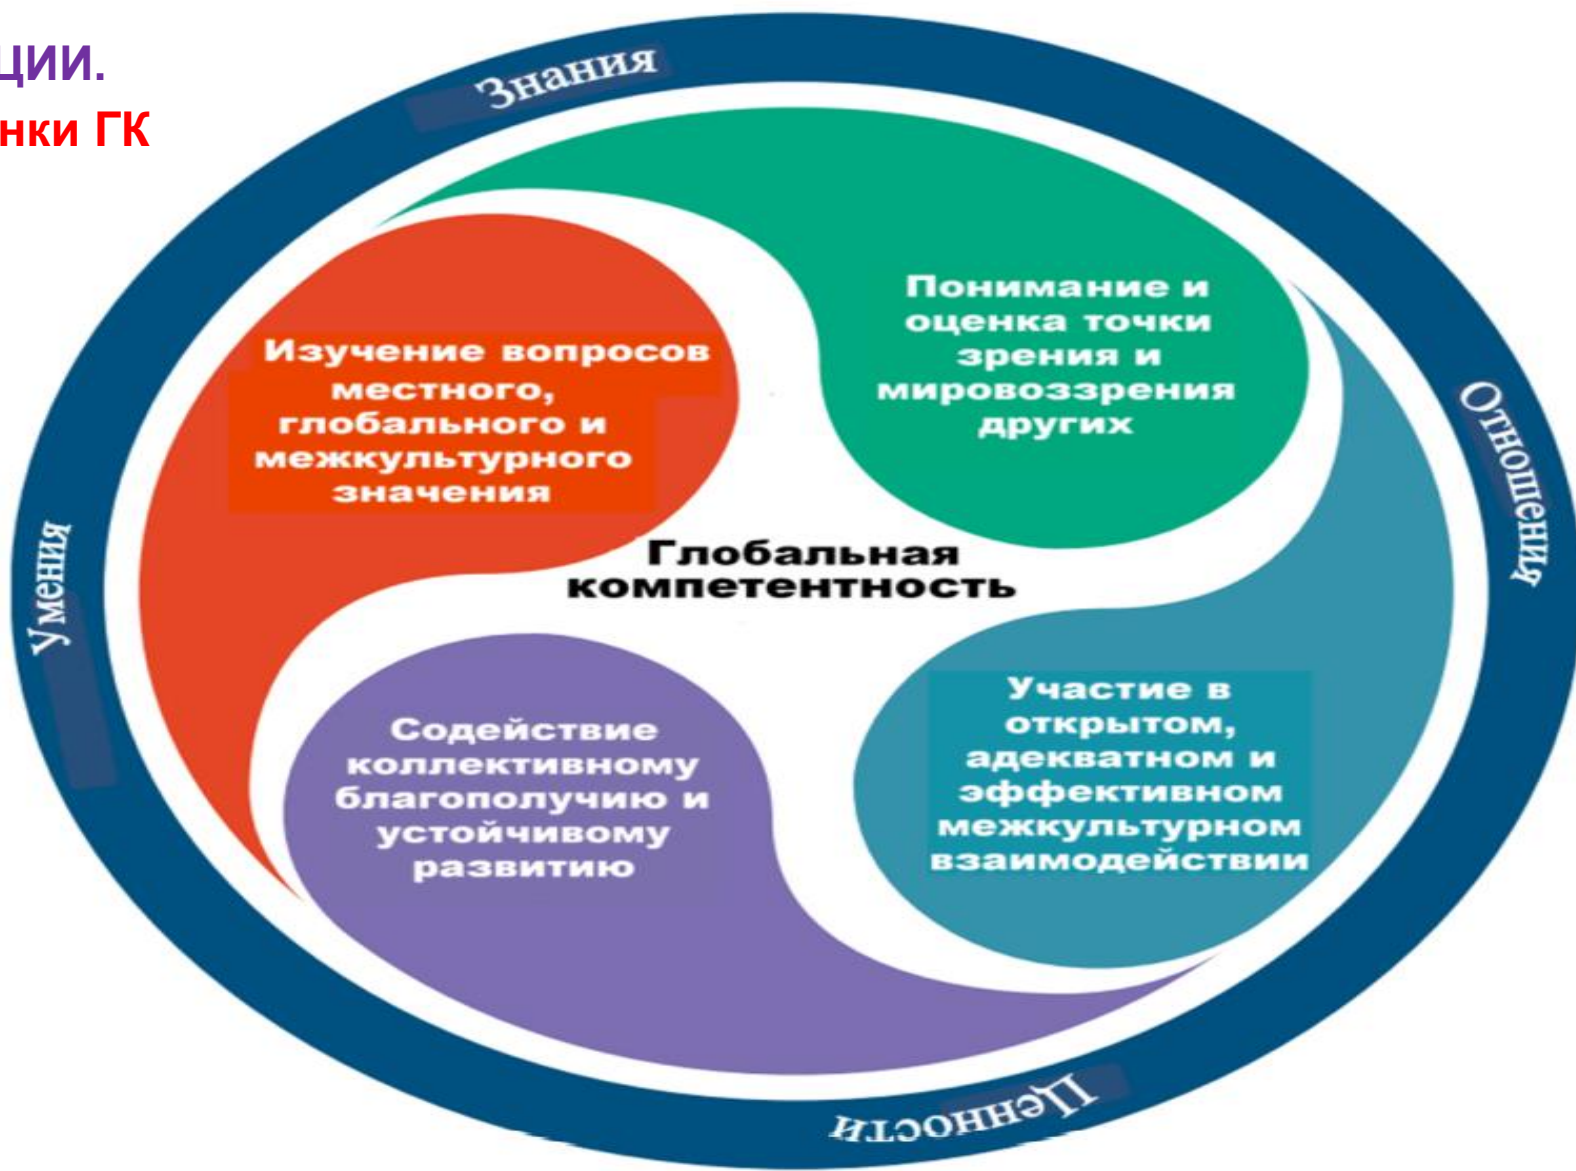 ЦИИ.
нки ГК
Знания
Понимание и
оценка точки
зрения и
мировоззрения
других
Изучение вопросов
местного,
глобального и
межкультурного
значения
Отношения
Глобальная
компетентность
Умения
Участие в
открытом,
адекватном и
эффективном
межкультурном
взаимодействии
Содействие
коллективному
благополучию и
устойчивому
развитию
Ценности